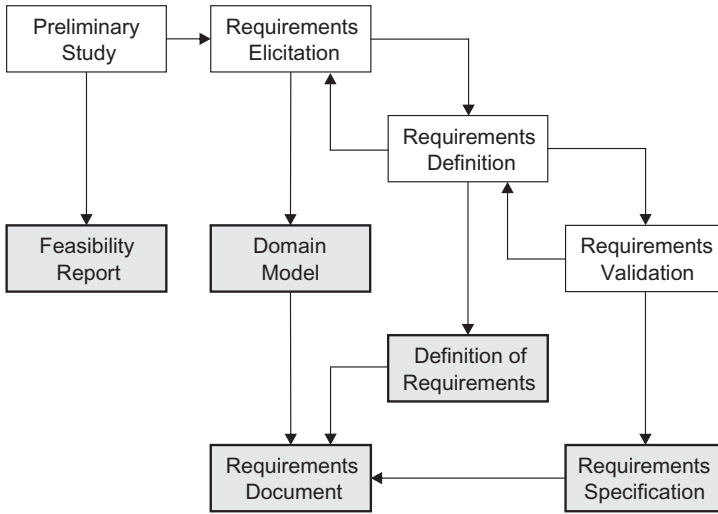 Preliminary
Study
Requirements
Elicitation
Requirements
Definition
Requirements
Validation
Feasibility
Report
Domain
Model
Definition of
Requirements
Requirements
Document
Requirements
Specification